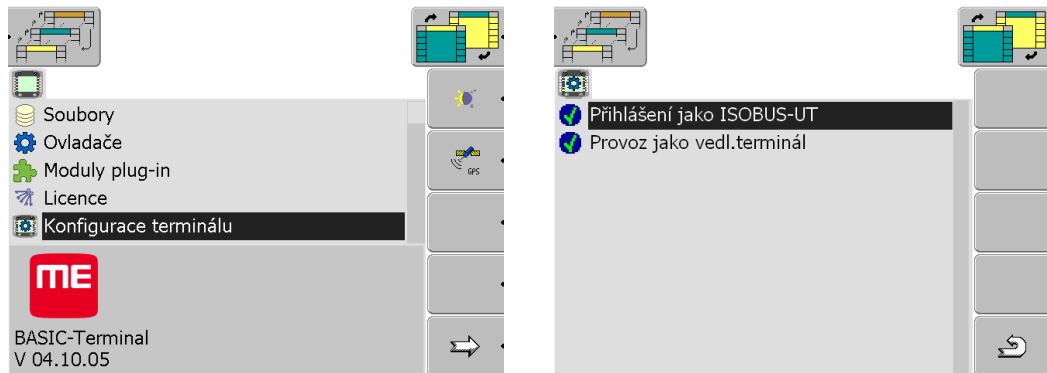 Soubory
Ovladače
GPS
Moduly plug-in
Licence
Konfigurace terminálu
ME
BASIC-Terminal
V 04.10.05
Přihlášení jako ISOBUS-UT
Provoz jako vedl.terminál